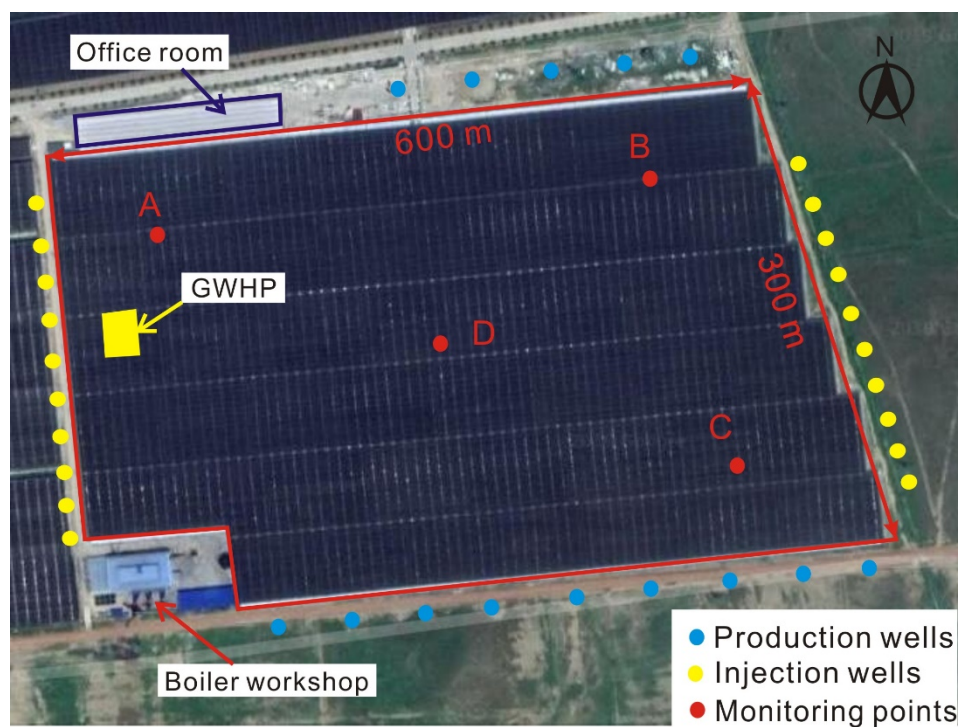 Office room
N
600 m
B
A
GWHP
300 m
D
C
Boiler workshop
Production wells
Injection wells
Monitoring points